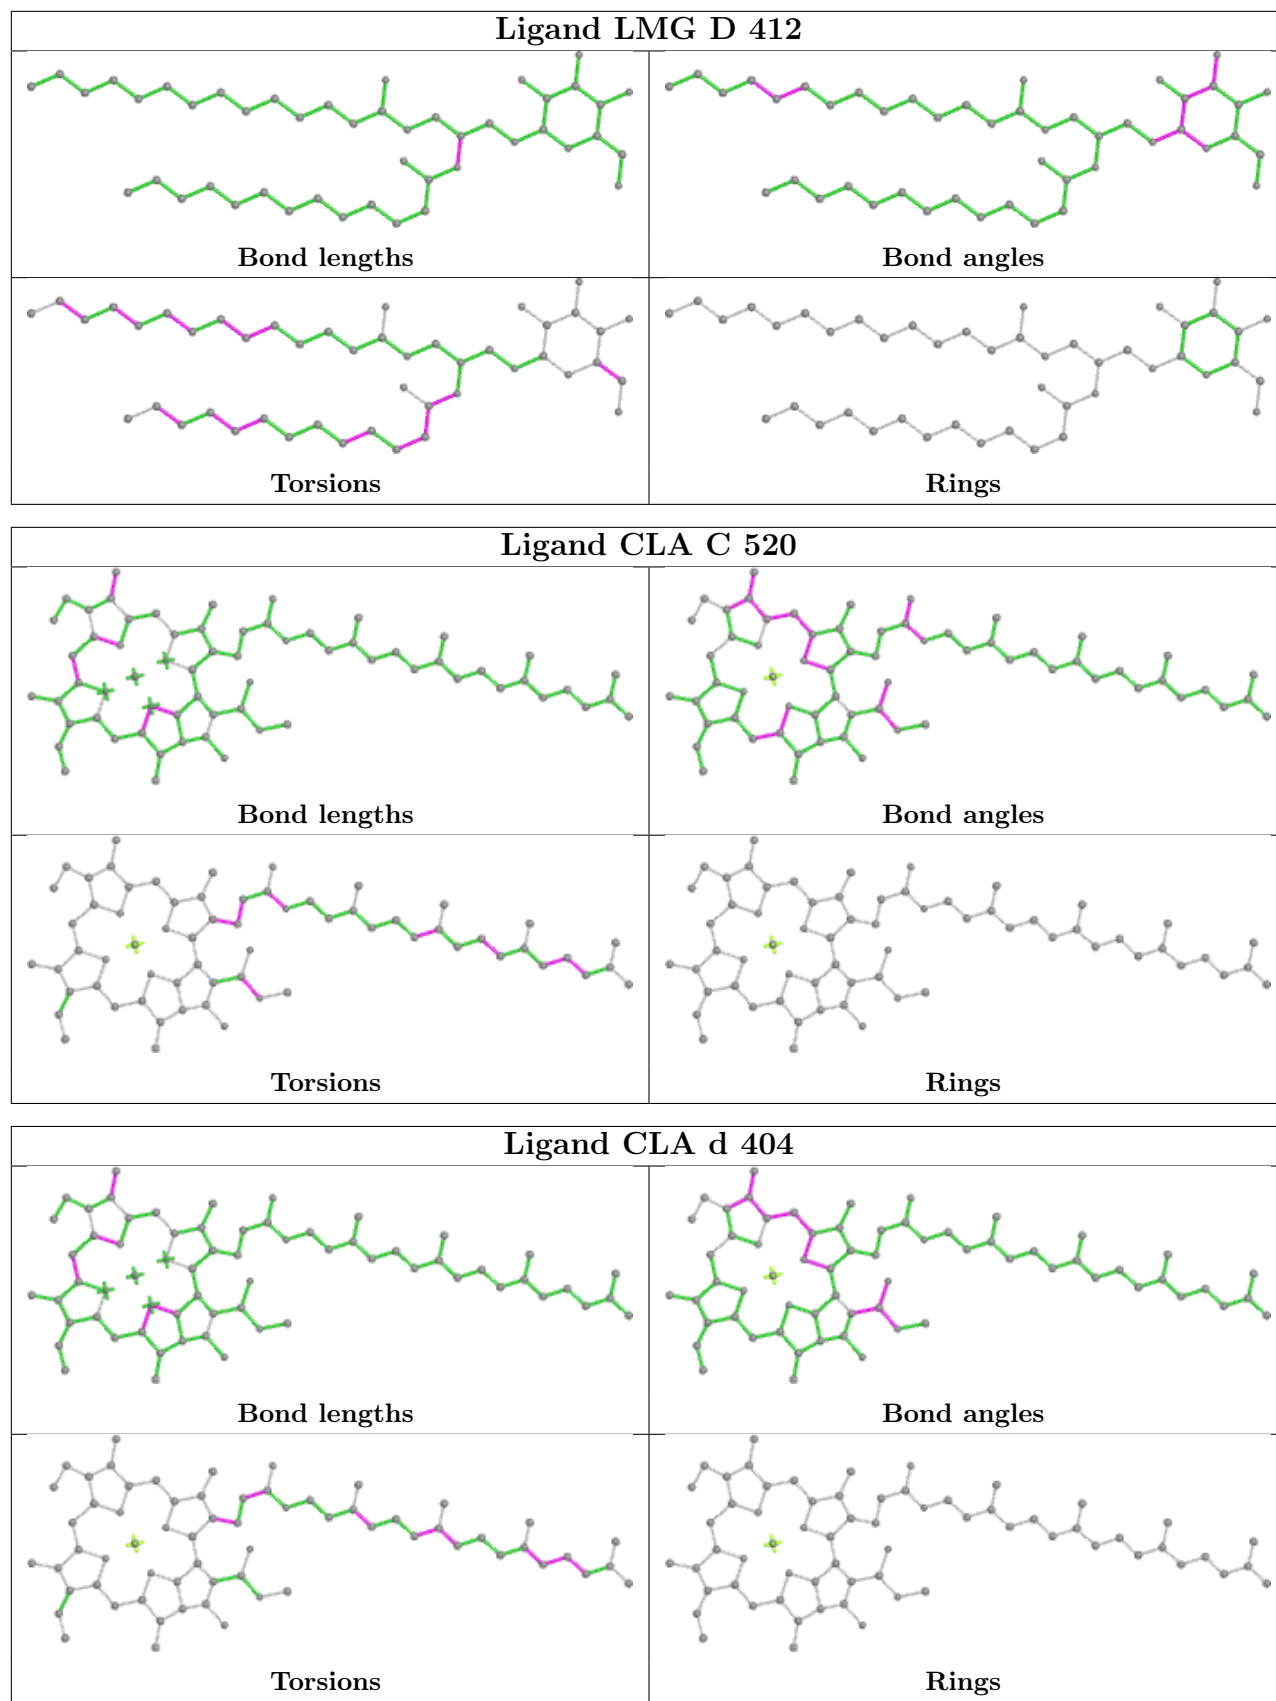 Ligand LMG D 412
Bond lengths
Bond angles
Torsions
Rings
Ligand CLA C 520
Bond lengths
Bond angles
Torsions
Rings
Ligand CLA d 404
Bond lengths
Bond angles
Torsions
Rings